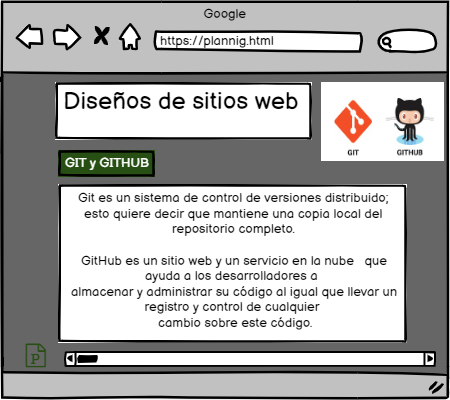 Google
https://plannig.html
Diseños de sitios web
GIT
GITHUB
GIT y GITHUB
Git es un sistema de control de versiones distribuido;
esto quiere decir que mantiene una copia local del
repositorio completo.
GitHub es un sitio web y un servicio en la nube que
ayuda a los desarrolladores a
almacenar y administrar su código al igual que llevar un
registro y control de cualquier
cambio sobre este código.
P